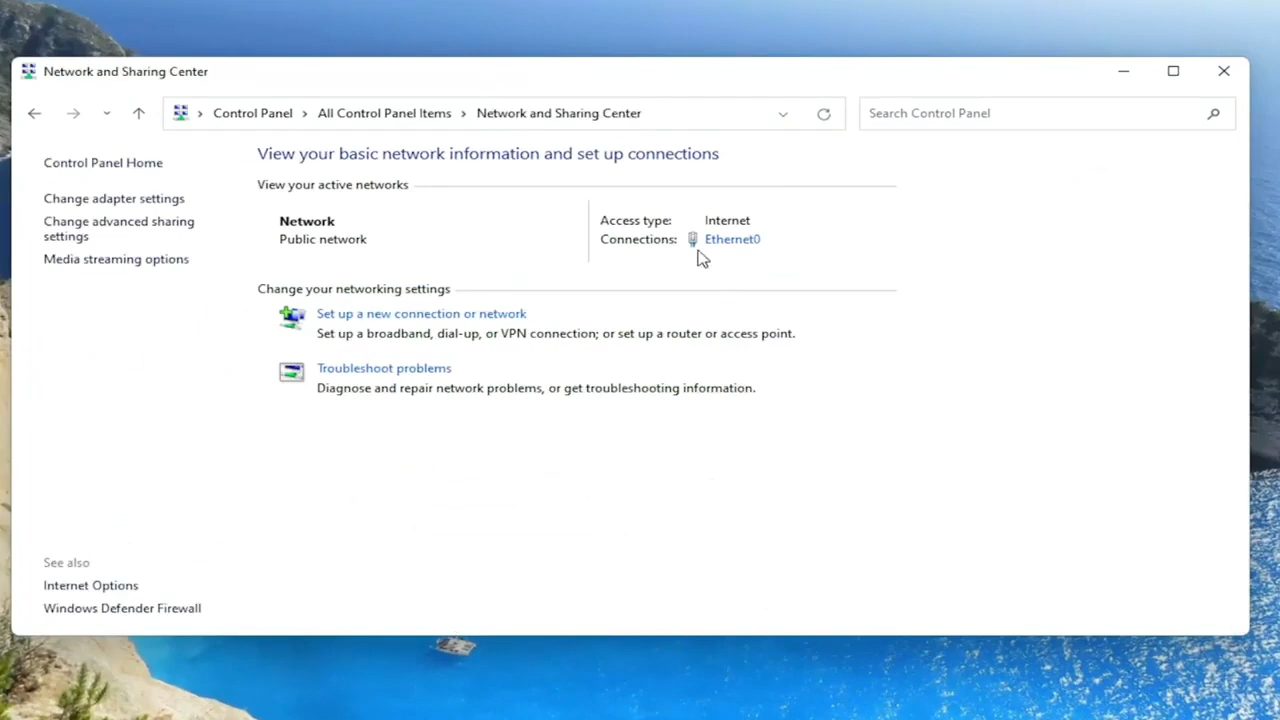 Network and Sharing Center
Control Panel > All Control Panel Items > Network and Sharing Center
Search Control Panel
Control Panel Home
Change adapter settings
Change advanced sharing
settings
Media streaming options
View your basic network information and set up connections
View your active networks
Network
Public network
Access type: Internet
Connections: Ethernet0
Change your networking settings
Set up a new connection or network
Set up a broadband, dial-up, or VPN connection; or set up a router or access point.
Troubleshoot problems
Diagnose and repair network problems, or get troubleshooting information.
See also
Internet Options
Windows Defender Firewall